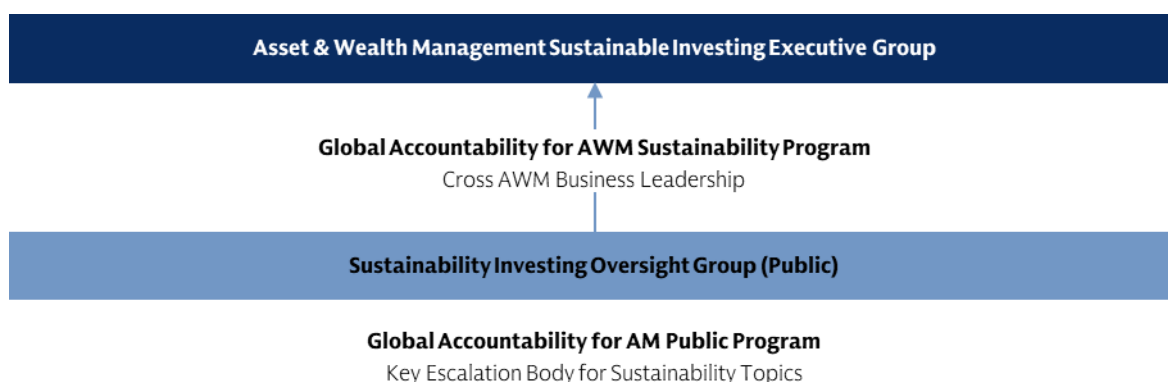 Asset & Wealth Management Sustainable Investing Executive Group
Global Accountability for AWM Sustainability Program
Cross AWM Business Leadership
Sustainability Investing Oversight Group (Public)
Global Accountability for AM Public Program
Key Escalation Body for Sustainability Topics